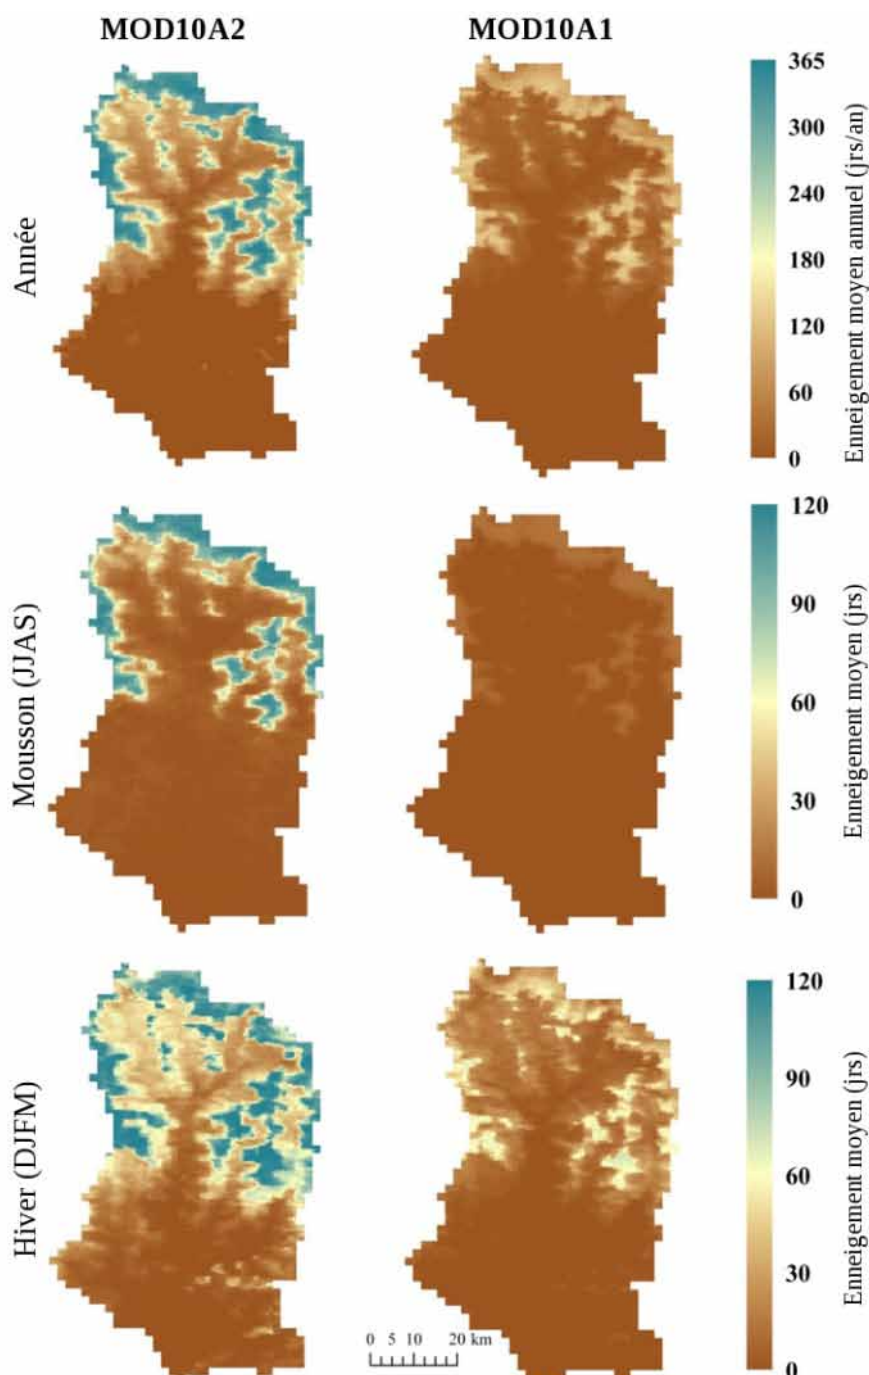 MOD10A2
MOD10A1
Année
365
300
240
180
120
60
0
Enneigement moyen annuel (jrs/an)
Mousson (JJAS)
120
90
60
30
0
Enneigement moyen (jrs)
Hiver (DJFM)
0 5 10 20 km
120
90
60
30
0
Enneigement moyen (jrs)